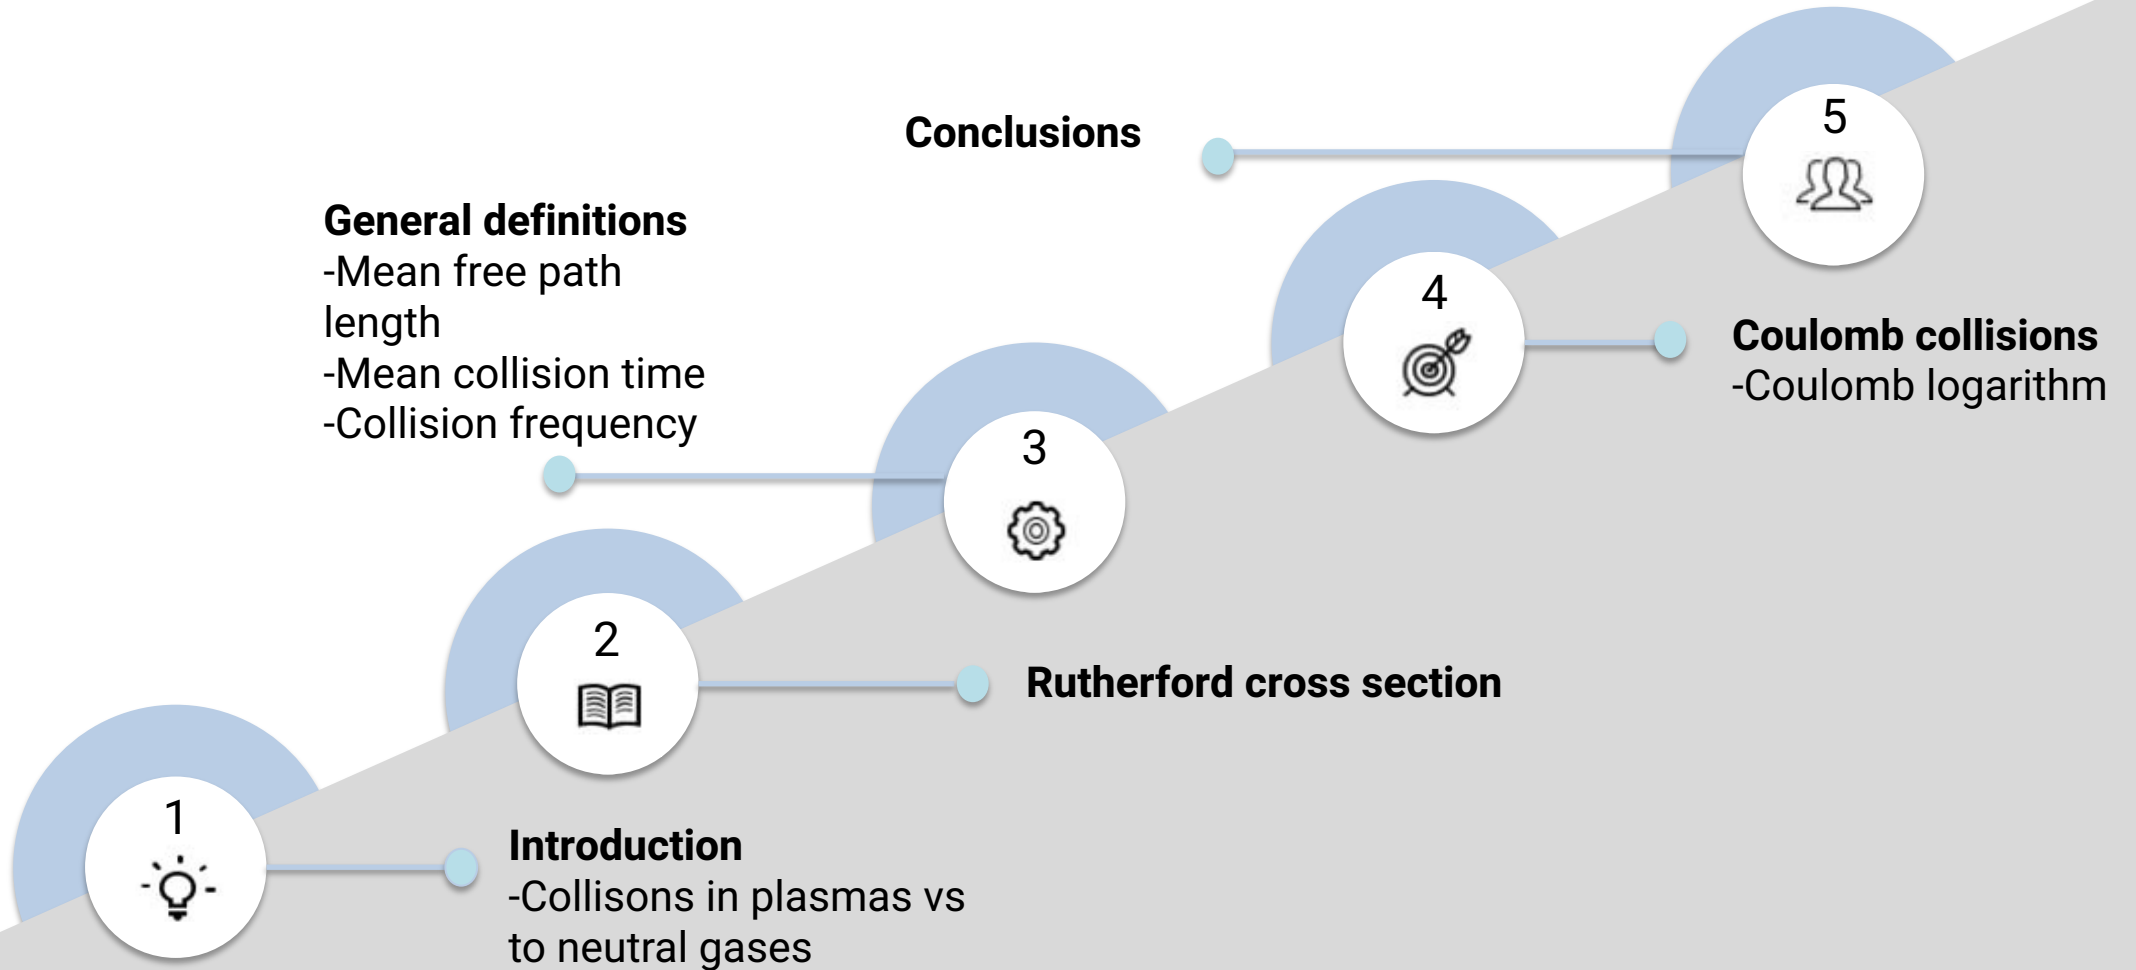 1
Introduction
-Collisons in plasmas vs
to neutral gases
2
Rutherford cross section
3
General definitions
-Mean free path
length
-Mean collision time
-Collision frequency
4
Coulomb collisions
-Coulomb logarithm
5
Conclusions